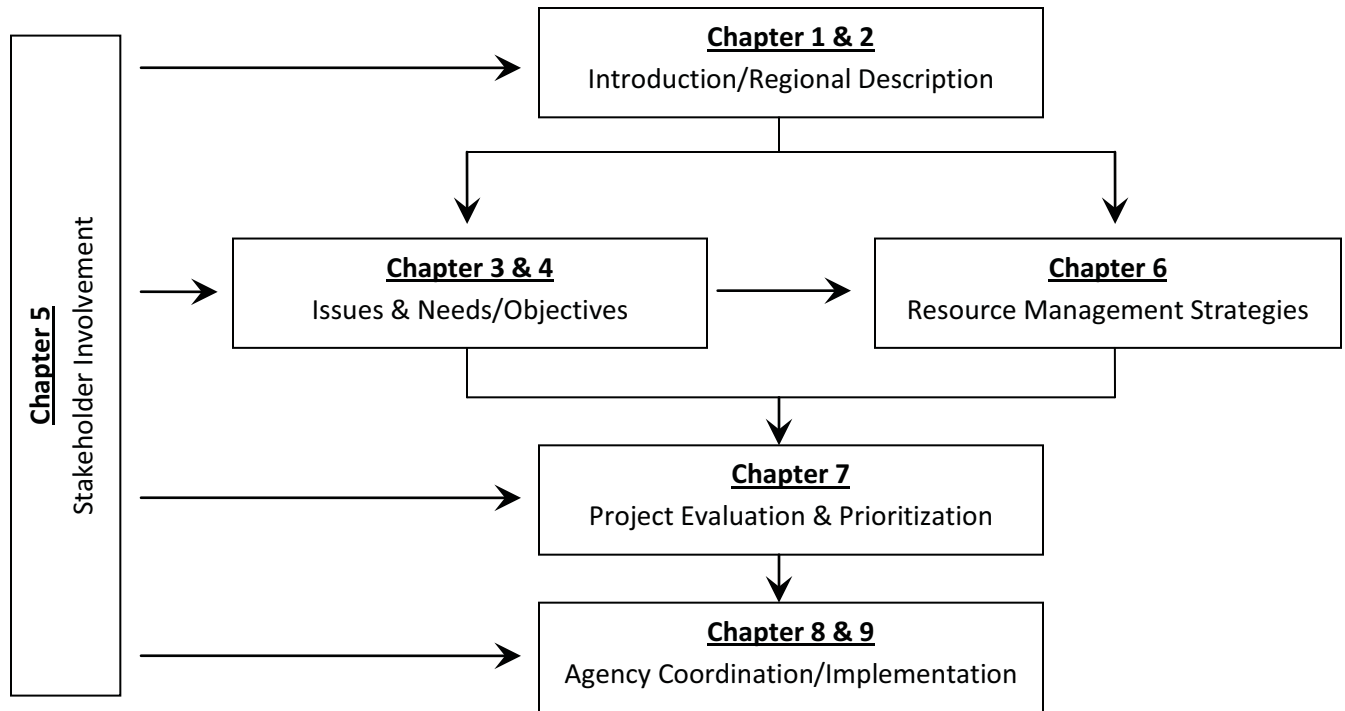 Chapter 5
Stakeholder Involvement
Chapter 1 & 2
Introduction/Regional Description
Chapter 3 & 4
Issues & Needs/Objectives
Chapter 6
Resource Management Strategies
Chapter 7
Project Evaluation & Prioritization
Chapter 8 & 9
Agency Coordination/Implementation